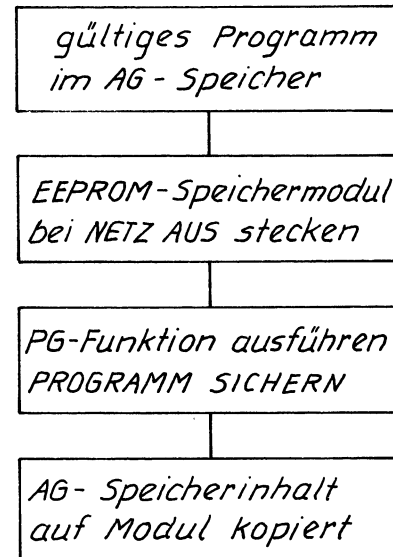 gültiges Programm
im AG - Speicher
EEPROM-Speichermodul
bei NETZ AUS stecken
PG-Funktion ausführen
PROGRAMM SICHERN
AG- Speicherinhalt
auf Modul kopiert